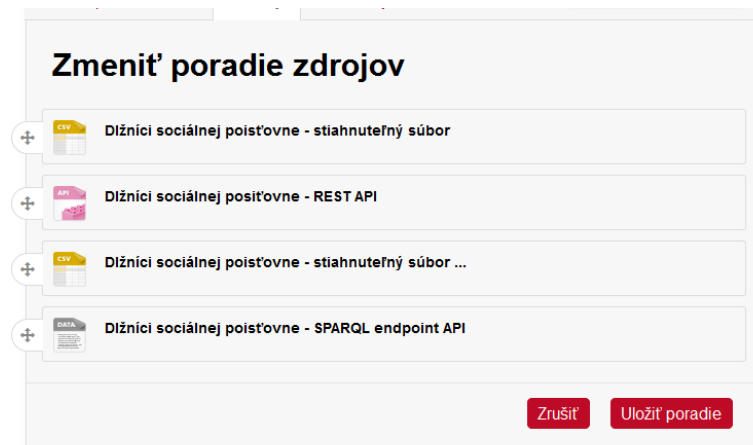 Zmeniť poradie zdrojov
CSV
Dlžníci sociálnej poisťovne - stiahnuteľný súbor
API
Dlžníci sociálnej posiťovne - REST API
CSV
Dlžníci sociálnej poisťovne - stiahnuteľný súbor ...
DATA
Dlžníci sociálnej poisťovne - SPARQL endpoint API
Zrušiť
Uložiť poradie